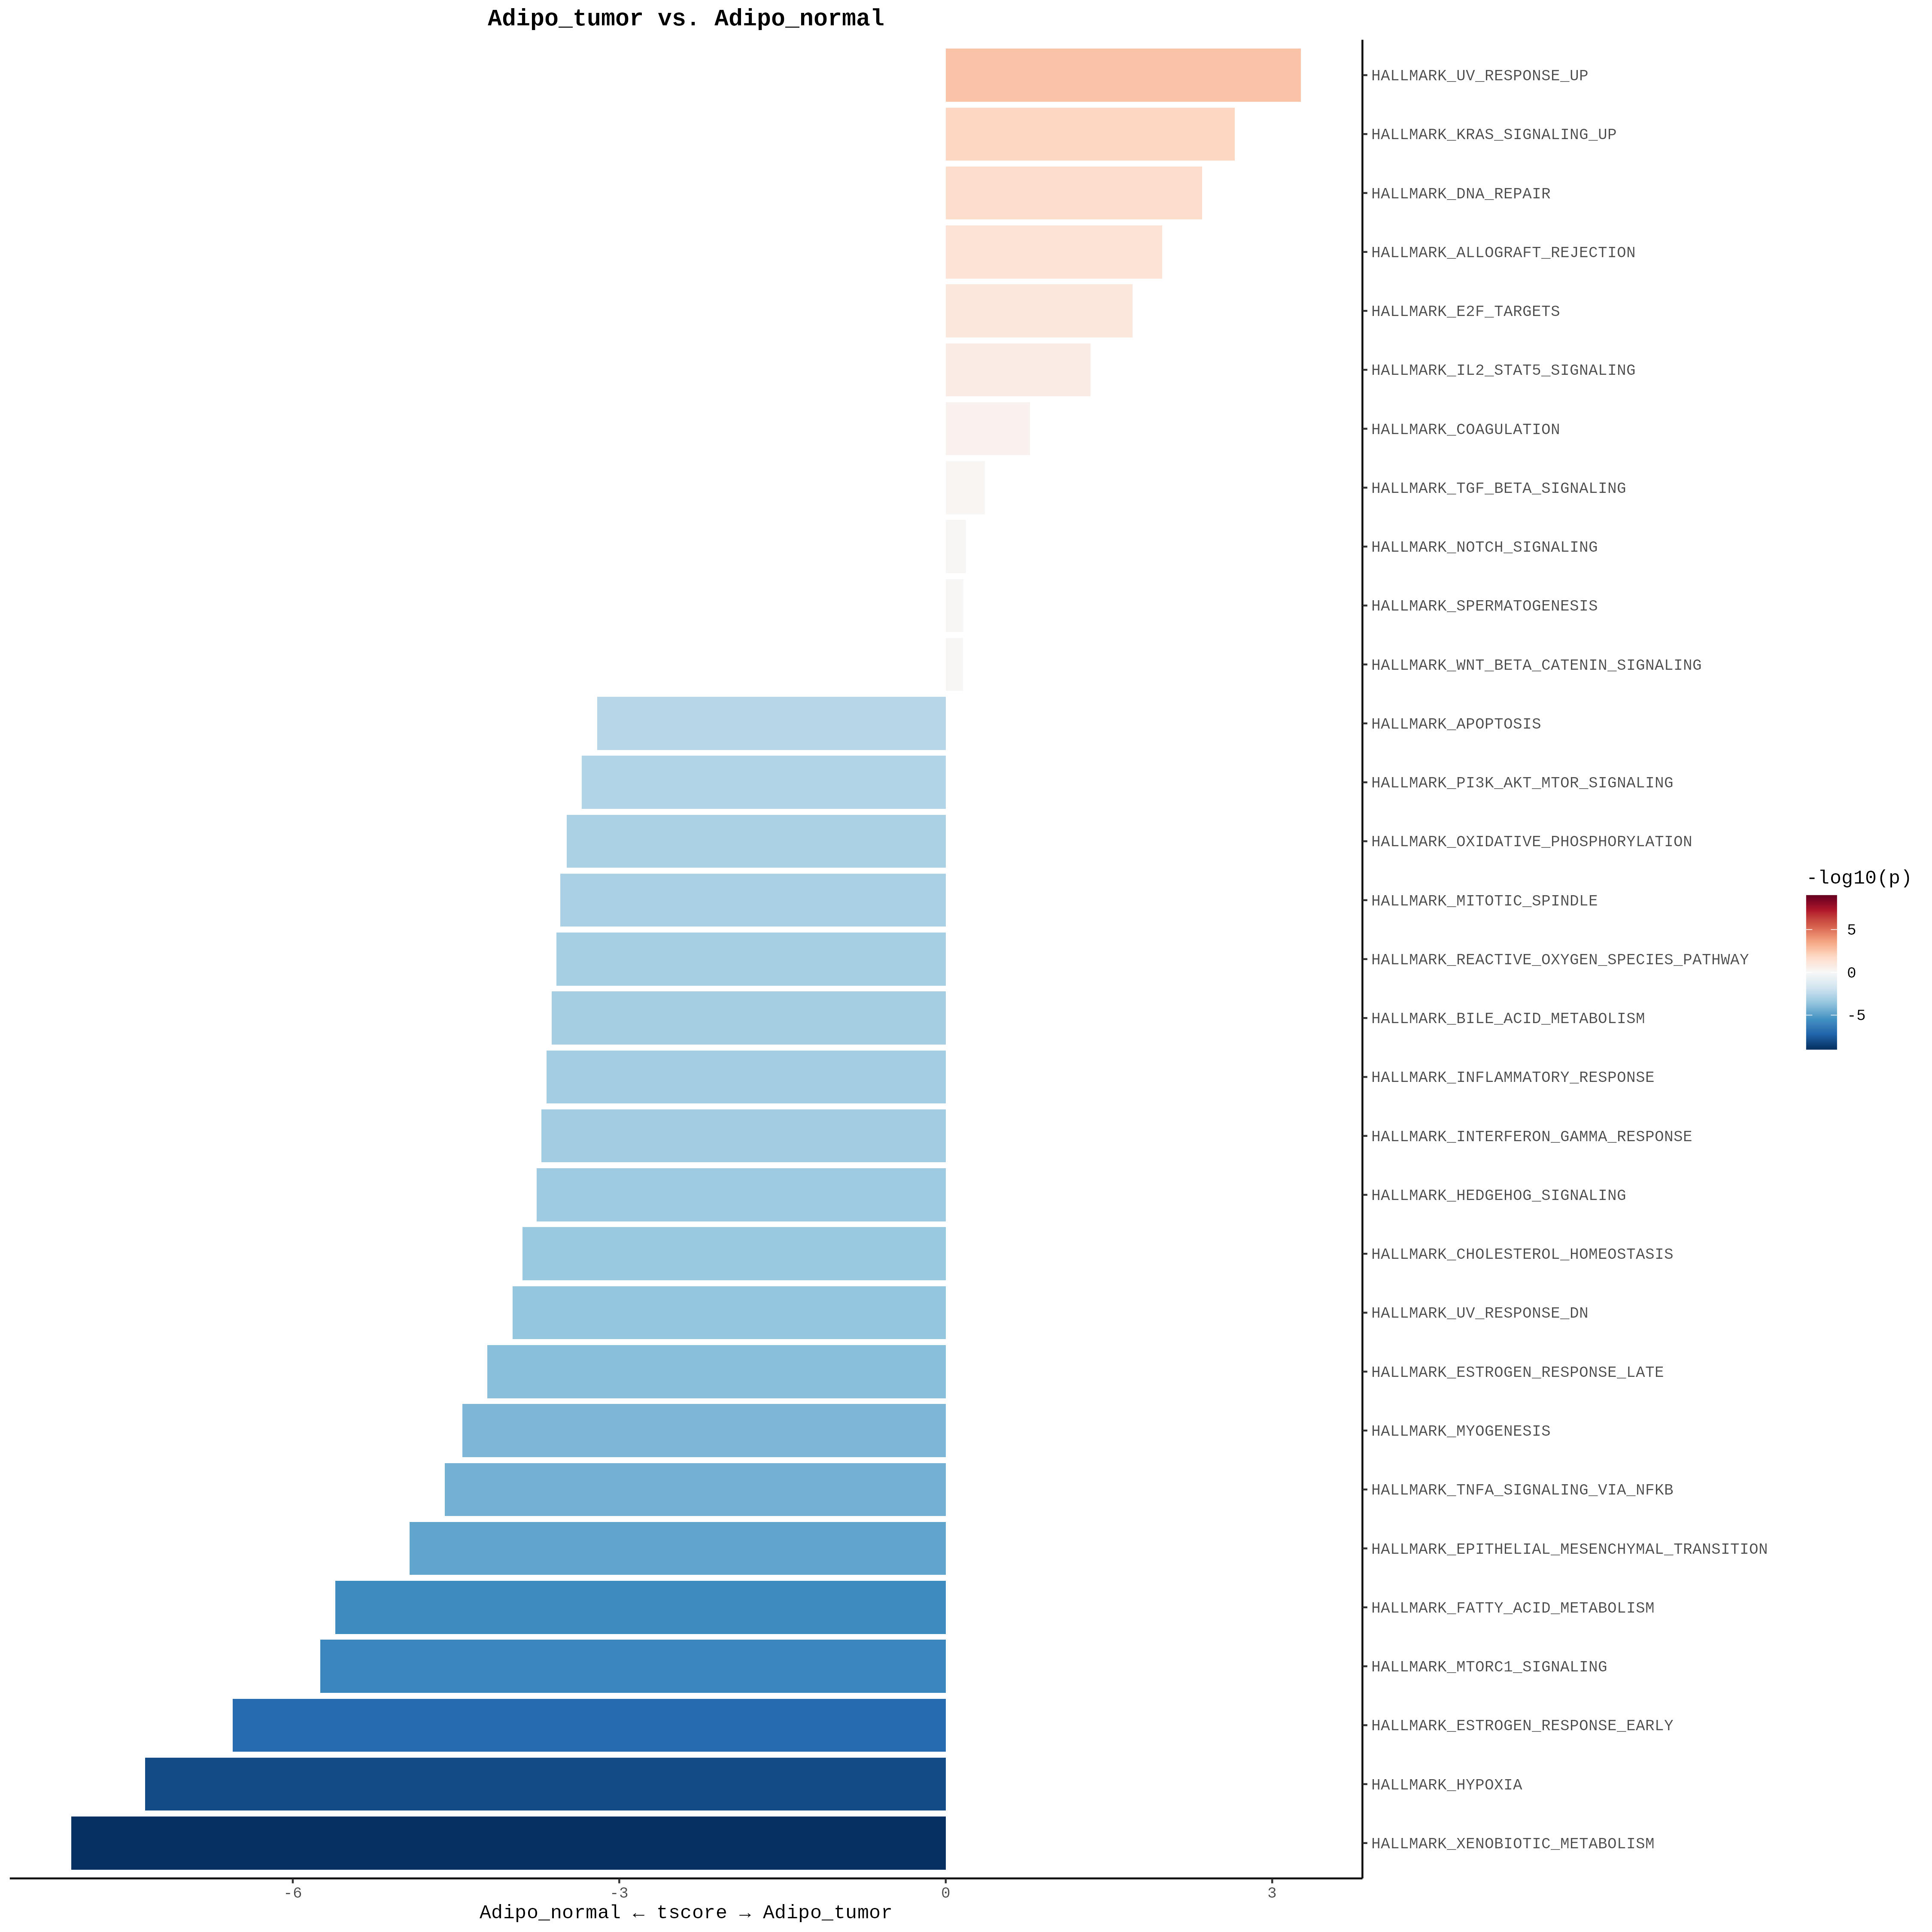 Adipo_tumor vs. Adipo_normal
HALLMARK_UV_RESPONSE_UP
HALLMARK_KRAS_SIGNALING_UP
HALLMARK_DNA_REPAIR
HALLMARK_ALLOGRAFT_REJECTION
HALLMARK_E2F_TARGETS
HALLMARK_IL2_STAT5_SIGNALING
HALLMARK_COAGULATION
HALLMARK_TGF_BETA_SIGNALING
HALLMARK_NOTCH_SIGNALING
HALLMARK_SPERMATOGENESIS
HALLMARK_WNT_BETA_CATENIN_SIGNALING
HALLMARK_APOPTOSIS
HALLMARK_PI3K_AKT_MTOR_SIGNALING
HALLMARK_OXIDATIVE_PHOSPHORYLATION
HALLMARK_MITOTIC_SPINDLE
HALLMARK_REACTIVE_OXYGEN_SPECIES_PATHWAY
HALLMARK_BILE_ACID_METABOLISM
HALLMARK_INFLAMMATORY_RESPONSE
HALLMARK_INTERFERON_GAMMA_RESPONSE
HALLMARK_HEDGEHOG_SIGNALING
HALLMARK_CHOLESTEROL_HOMEOSTASIS
HALLMARK_UV_RESPONSE_DN
HALLMARK_ESTROGEN_RESPONSE_LATE
HALLMARK_MYOGENESIS
HALLMARK_TNFA_SIGNALING_VIA_NFKB
HALLMARK_EPITHELIAL_MESENCHYMAL_TRANSITION
HALLMARK_FATTY_ACID_METABOLISM
HALLMARK_MTORC1_SIGNALING
HALLMARK_ESTROGEN_RESPONSE_EARLY
HALLMARK_HYPOXIA
HALLMARK_XENOBIOTIC_METABOLISM
-6 -3 0 3
Adipo_normal ← tscore → Adipo_tumor
-log10(p)
5
0
-5